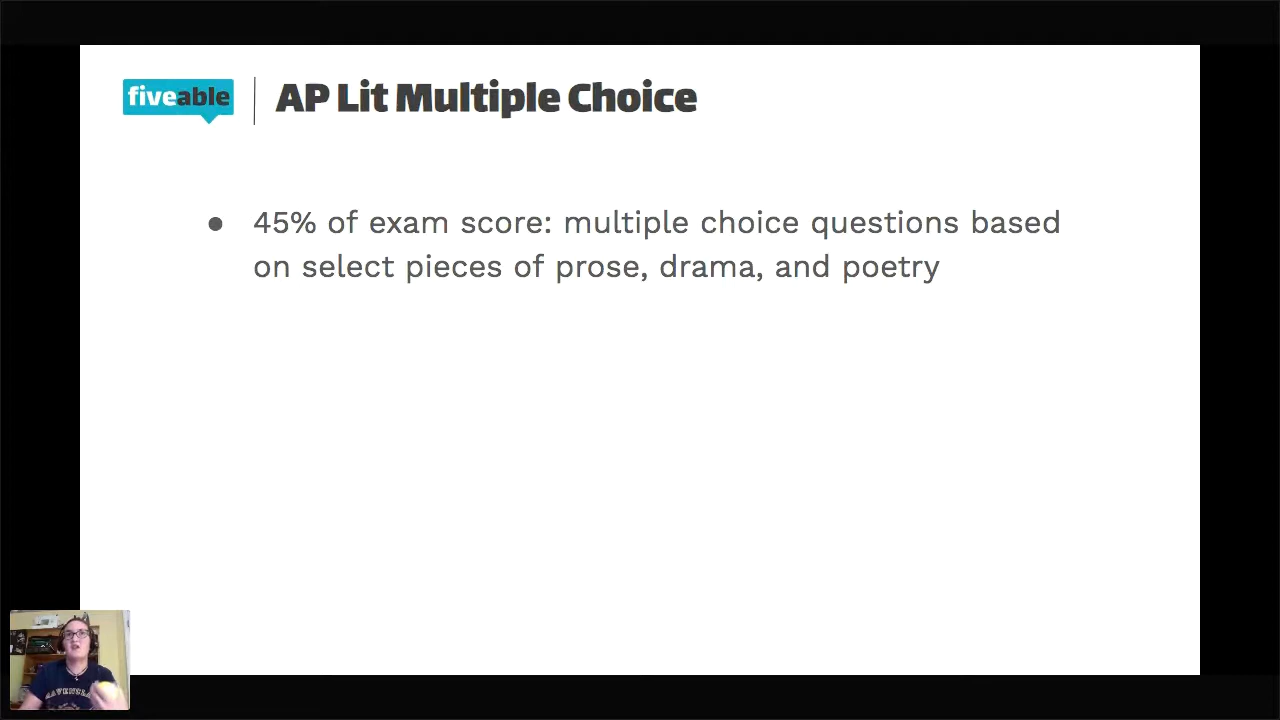 fiveable
AP Lit Multiple Choice
● 45% of exam score: multiple choice questions based
on select pieces of prose, drama, and poetry